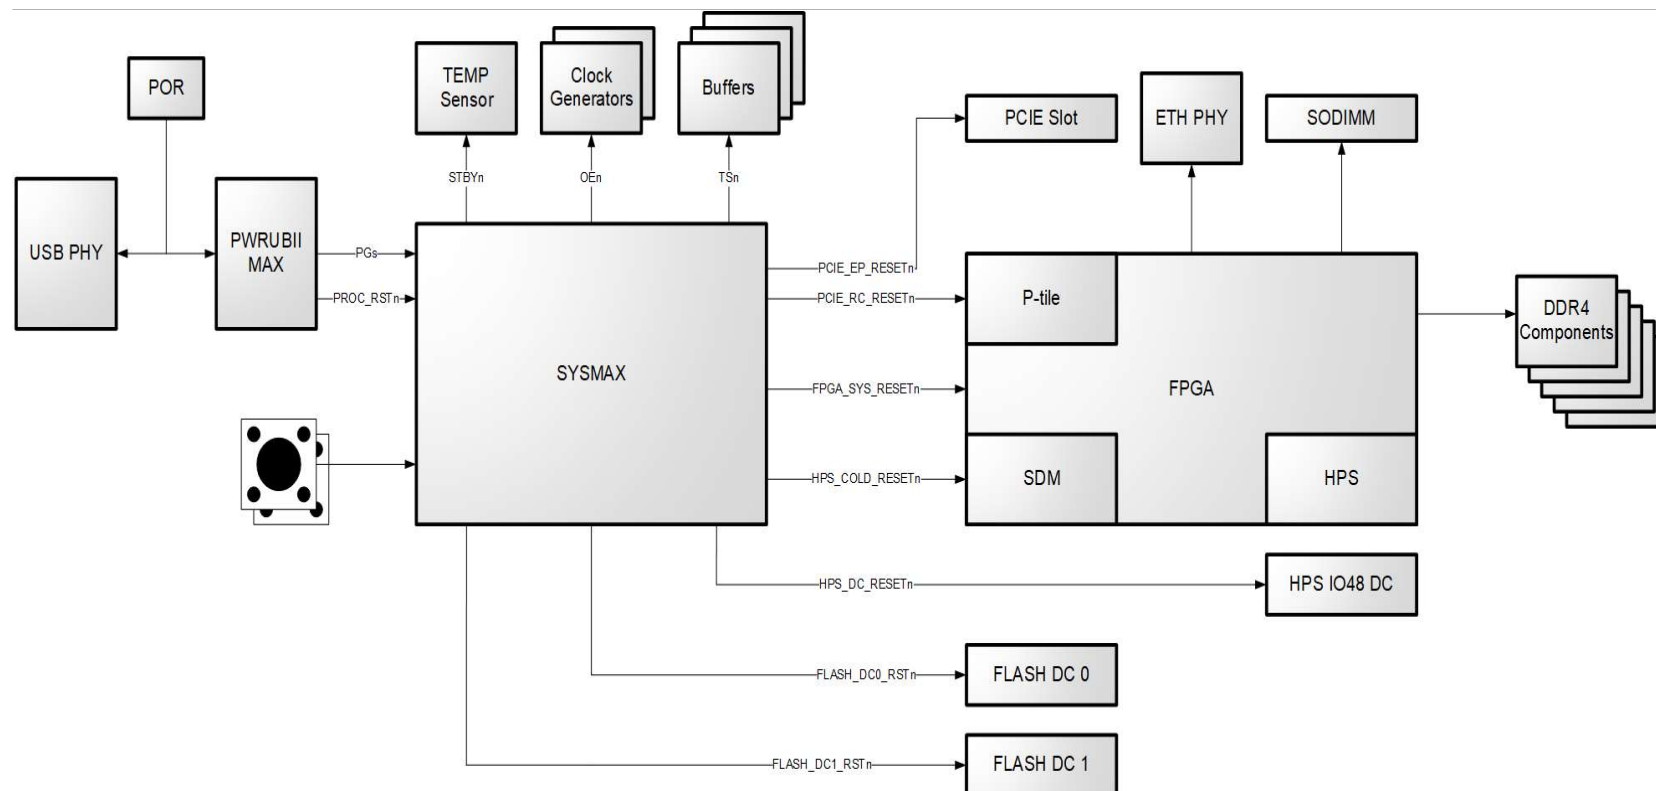 POR
TEMP
Sensor
Clock
Generators
Buffers
PCIE Slot
ETH PHY
SODIMM
STBYn
OEn
TSn
USB PHY
PWRUBII
MAX
PGs
PROC_RSTn
SYSMAX
PCIE_EP_RESETn
PCIE_RC_RESETn
P-tile
FPGA_SYS_RESETn
FPGA
DDR4
Components
HPS_COLD_RESETn
SDM
HPS
HPS_DC_RESETn
HPS IO48 DC
FLASH_DC0_RSTn
FLASH DC 0
FLASH_DC1_RSTn
FLASH DC 1